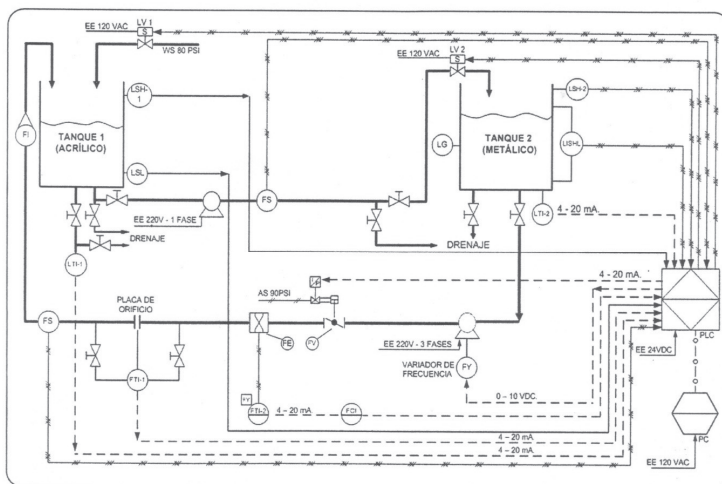 LV 1
EE 120 VAC
S
WS 80 PSI
LV 2
EE 120 VAC
S
LSH-1
LSH-2
TANQUE 1
(ACRÍLICO)
TANQUE 2
(METÁLICO)
FI
LG
LISHL
LSL
FS
LTI-2
EE 220V - 1 FASE
DRENAJE
DRENAJE
4 - 20 mA.
LTI-1
4 - 20 mA.
PLACA DE
ORIFICIO
AS 90PSI
FS
FE
FV
PLC
EE 220V - 3 FASES
EE 24VDC
VARIADOR DE
FRECUENCIA
FY
FTI-1
0 – 10 VDC.
FTI-2
4 – 20 mA.
FCI
PC
4 – 20 mA.
4 – 20 mA.
EE 120 VAC